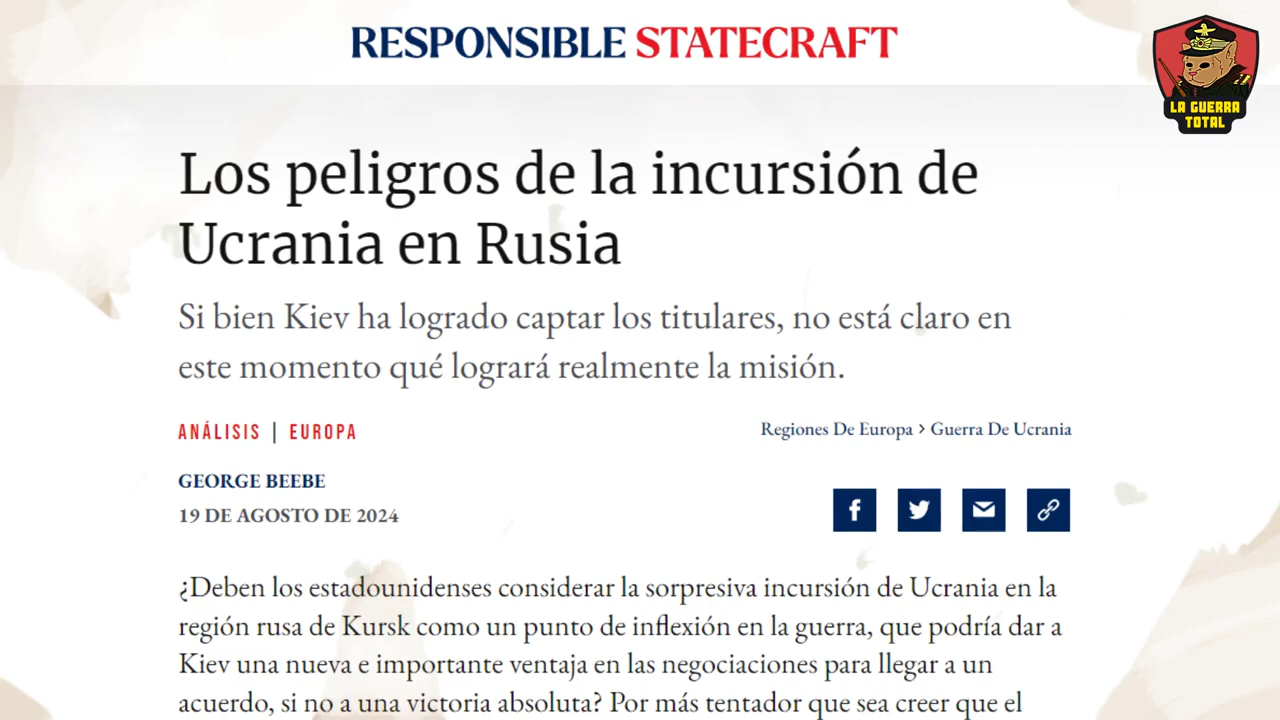 RESPONSIBLE STATECRAFT
LA GUERRA
TOTAL
Los peligros de la incursión de
Ucrania en Rusia
Si bien Kiev ha logrado captar los titulares, no está claro en
este momento qué logrará realmente la misión.
ANÁLISIS | EUROPA
Regiones De Europa > Guerra De Ucrania
GEORGE BEEBE
19 DE AGOSTO DE 2024
¿Deben los estadounidenses considerar la sorpresiva incursión de Ucrania en la
región rusa de Kursk como un punto de inflexión en la guerra, que podría dar a
Kiev una nueva e importante ventaja en las negociaciones para llegar a un
acuerdo, si no a una victoria absoluta? Por más tentador que sea creer que el